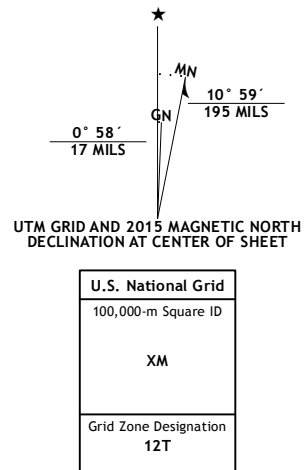 ★
MN
GN
10° 59´
195 MILS
0° 58´
17 MILS
UTM GRID AND 2015 MAGNETIC NORTH
DECLINATION AT CENTER OF SHEET
U.S. National Grid
100,000-m Square ID
XM
Grid Zone Designation
12T